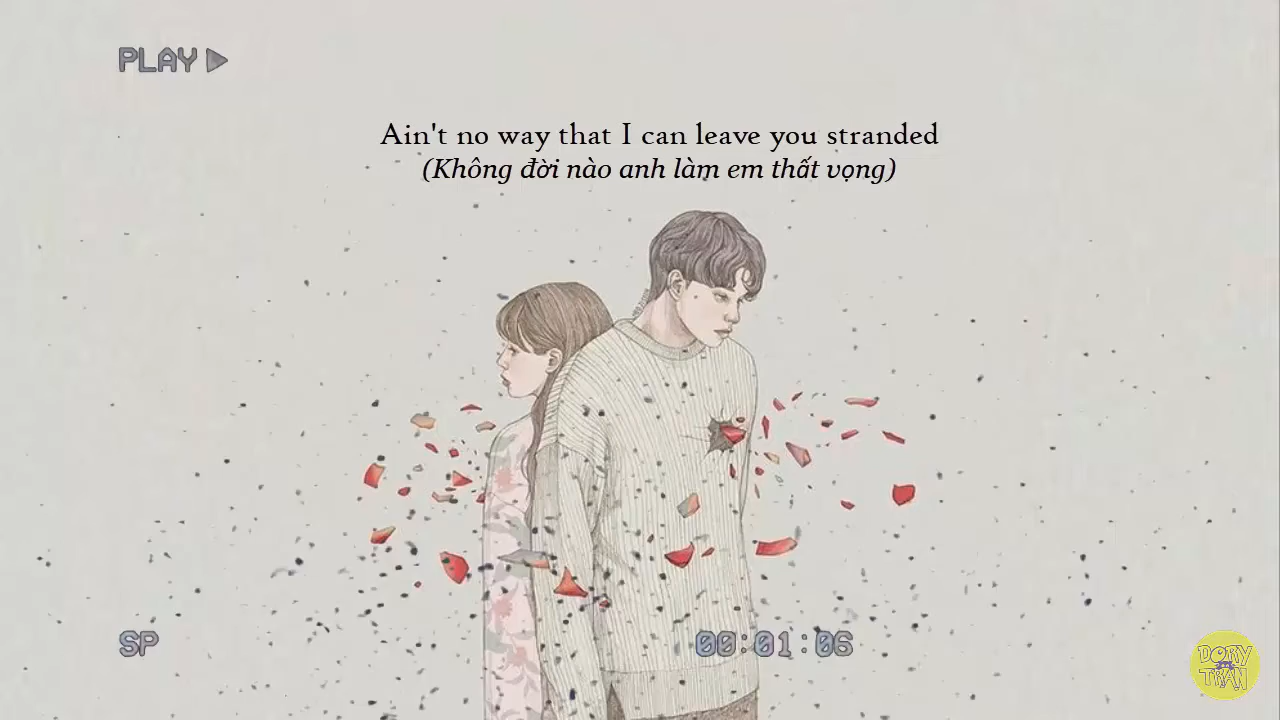 PLAY
Ain't no way that I can leave you stranded
(Không đời nào anh làm em thất vọng)
SP
00:01:06
DORY
TRAN